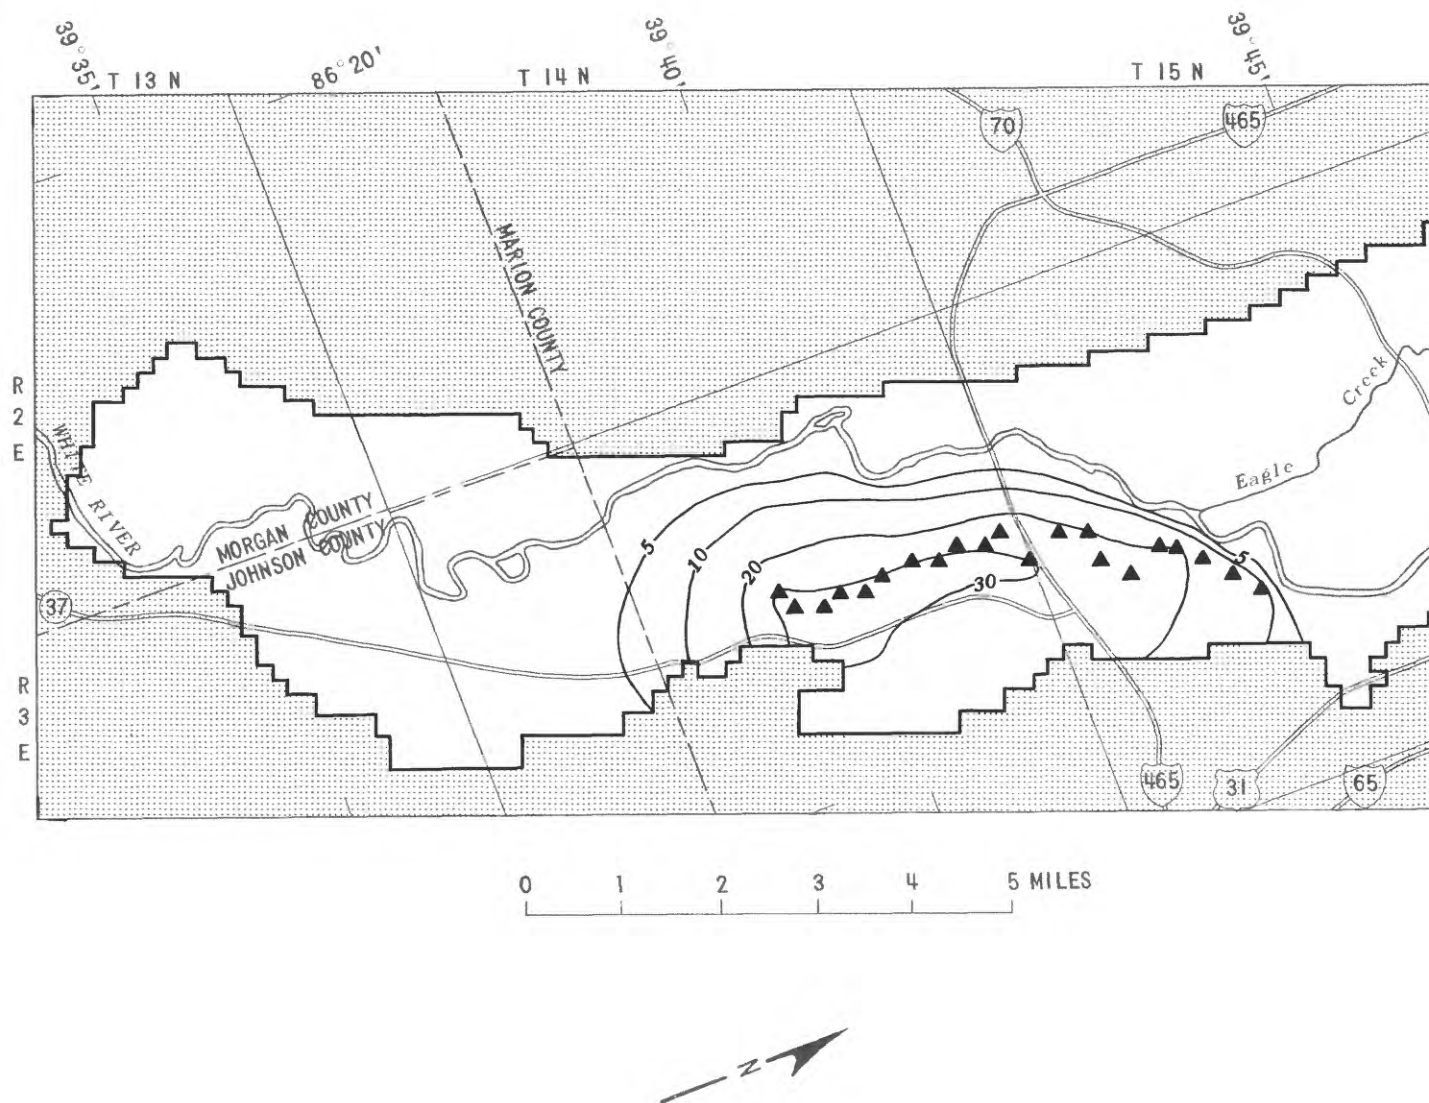 39°35'
T 13 N
86°20'
T 14 N
39°40'
T 15 N
39°45'
70
465
MARION COUNTY
R
2
E
WHITE RIVER
Creek
Eagle
MORGAN COUNTY
JOHNSON COUNTY
5
10
20
30
5
37
R
3
E
465
31
65
0 1 2 3 4 5 MILES
N